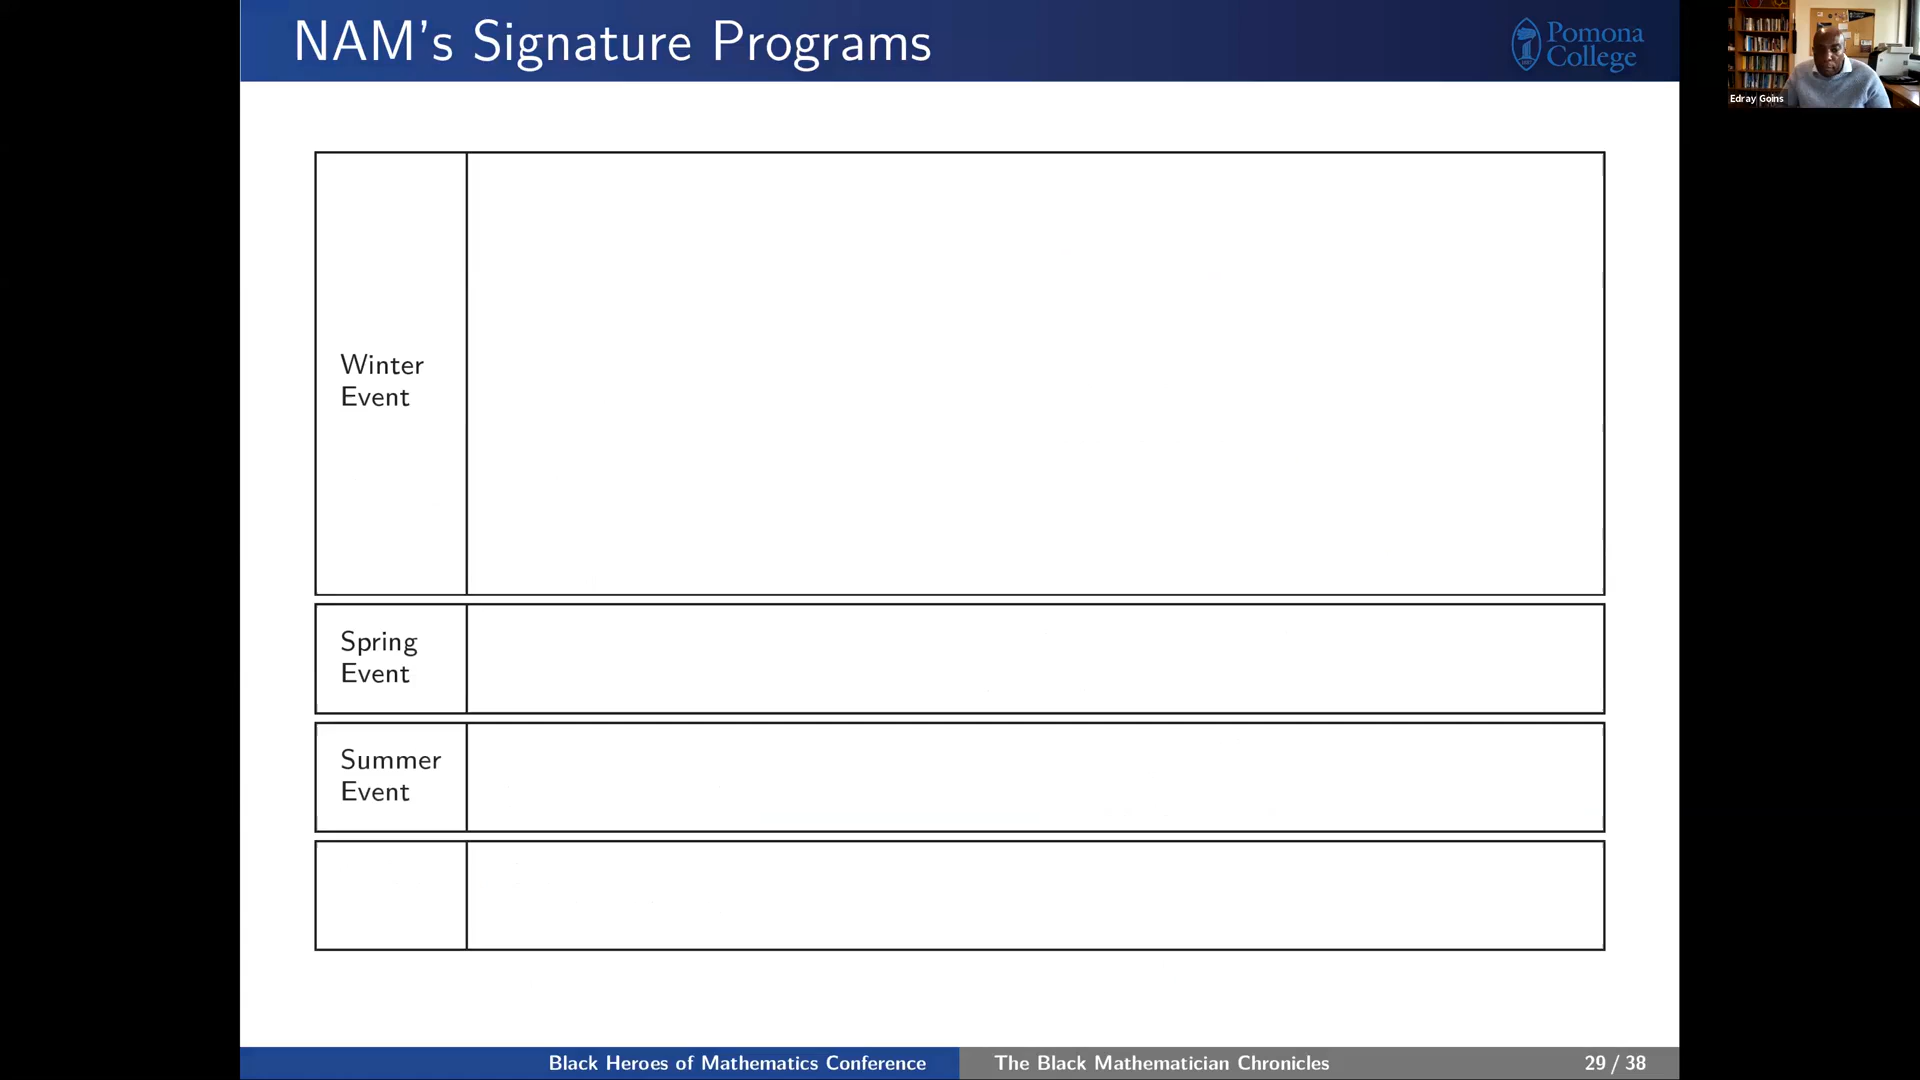 NAM's Signature Programs
Pomona
College
Edray Goins
Winter
Event
Spring
Event
Summer
Event
Black Heroes of Mathematics Conference
The Black Mathematician Chronicles
29 / 38